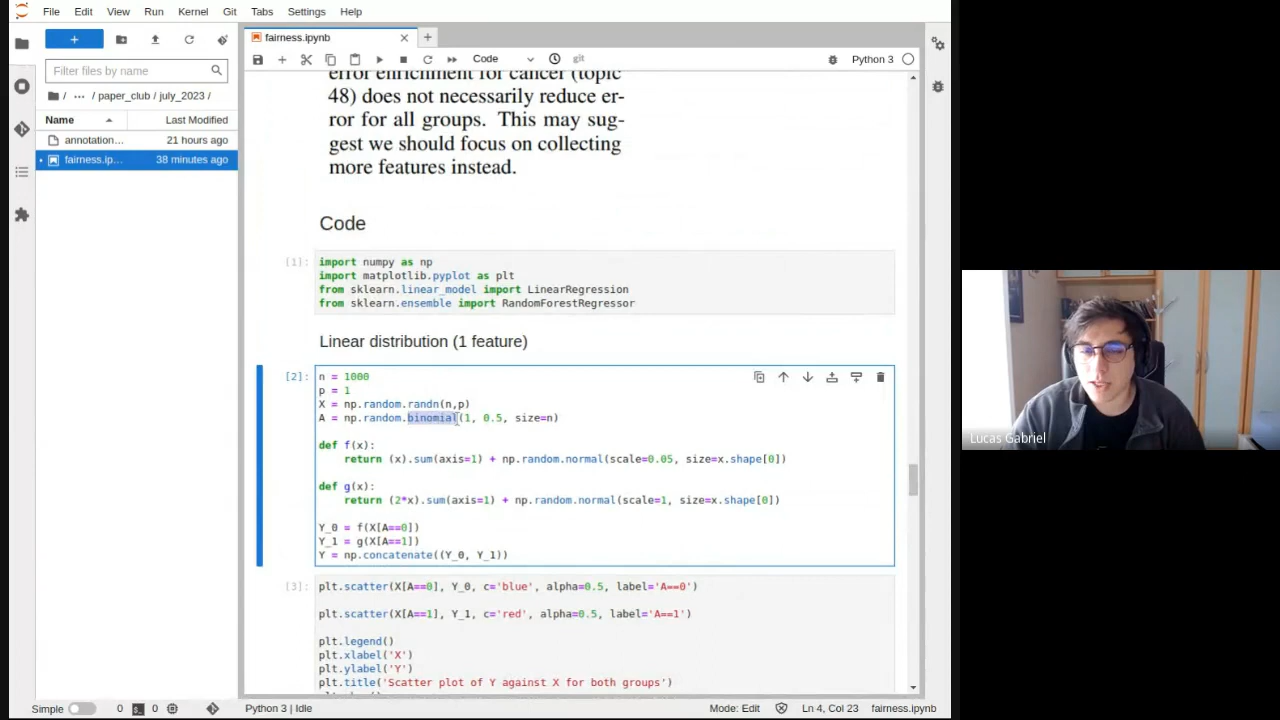 File Edit View Run Kernel Git Tabs Settings Help
fairness.ipynb
Code
git
Python 3
Filter files by name
/ ... / paper_club / july_2023 /
Name Last Modified
annotation... 21 hours ago
fairness.ip... 38 minutes ago
error enrichment for cancer (topic
48) does not necessarily reduce er-
ror for all groups. This may sug-
gest we should focus on collecting
more features instead.
Code
[1]:
import numpy as np
import matplotlib.pyplot as plt
from sklearn.linear_model import LinearRegression
from sklearn.ensemble import RandomForestRegressor
Linear distribution (1 feature)
[2]:
n = 1000
p = 1
X = np.random.randn(n,p)
A = np.random.binomial(1, 0.5, size=n)
def f(x):
return (x).sum(axis=1) + np.random.normal(scale=0.05, size=x.shape[0])
def g(x):
return (2*x).sum(axis=1) + np.random.normal(scale=1, size=x.shape[0])
Y_0 = f(X[A==0])
Y_1 = g(X[A==1])
Y = np.concatenate((Y_0, Y_1))
[3]:
plt.scatter(X[A==0], Y_0, c='blue', alpha=0.5, label='A==0')
plt.scatter(X[A==1], Y_1, c='red', alpha=0.5, label='A==1')
plt.legend()
plt.xlabel('X')
plt.ylabel('Y')
plt.title('Scatter plot of Y against X for both groups')
Lucas Gabriel
Simple 0 0 Python 3 | Idle Mode: Edit Ln 4, Col 23 fairness.ipynb